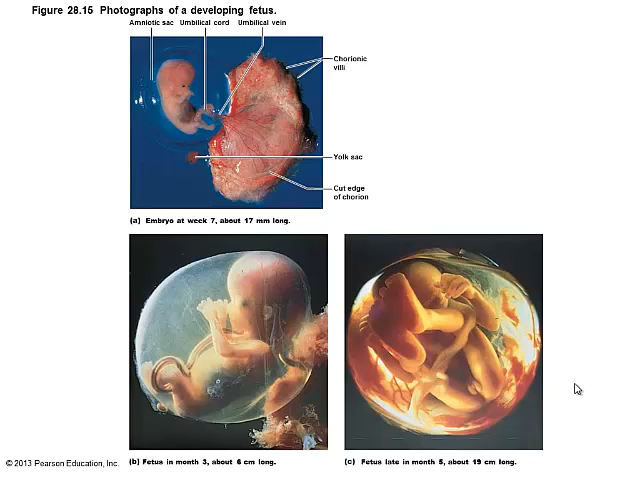 Figure 28.15 Photographs of a developing fetus.
Amniotic sac Umbilical cord Umbilical vein
Chorionic
villi
Yolk sac
Cut edge
of chorion
(a) Embryo at week 7, about 17 mm long.
(b) Fetus in month 3, about 6 cm long.
(c) Fetus late in month 5, about 19 cm long.
© 2013 Pearson Education, Inc.